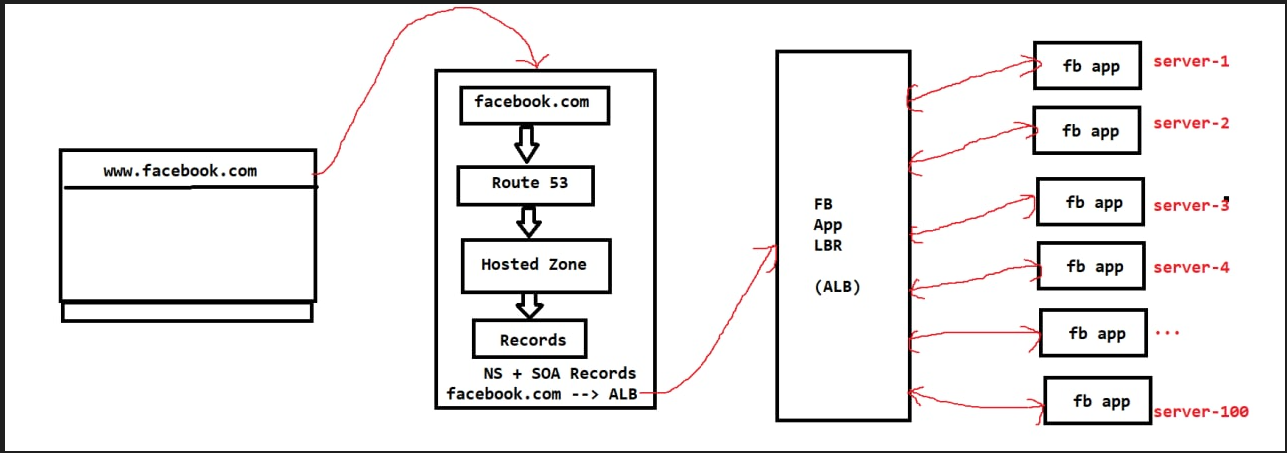 www.facebook.com
facebook.com
Route 53
Hosted Zone
Records
NS + SOA Records
facebook.com --> ALB
FB
App
LBR
(ALB)
fb app
server-1
fb app
server-2
fb app
server-3
fb app
server-4
fb app
...
fb app
server-100